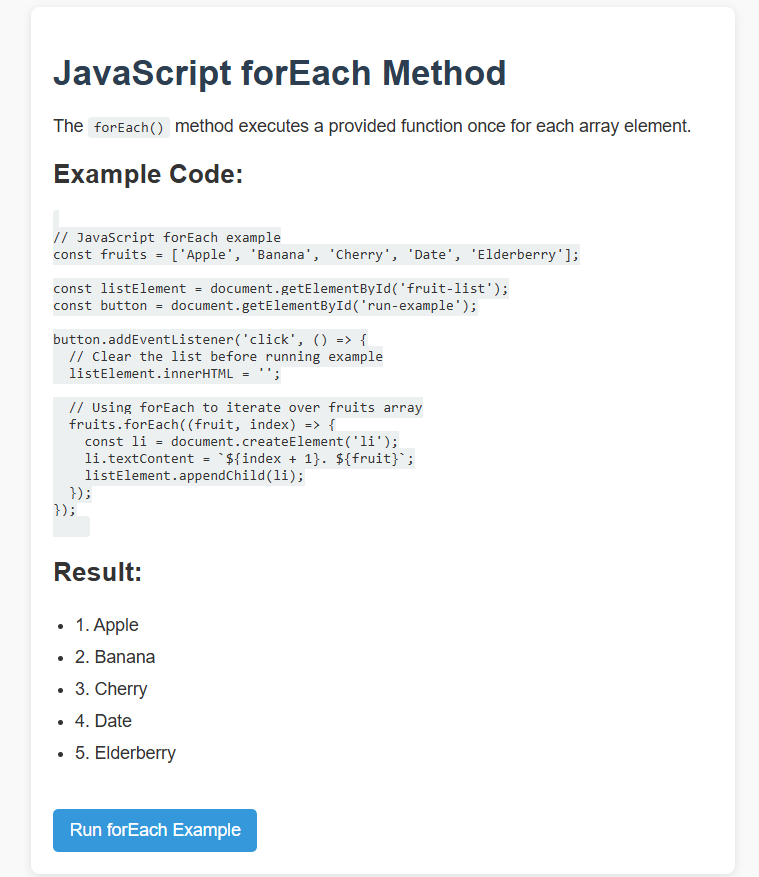 JavaScript forEach Method
The forEach() method executes a provided function once for each array element.
Example Code:
// JavaScript forEach example
const fruits = ['Apple', 'Banana', 'Cherry', 'Date', 'Elderberry'];
const listElement = document.getElementById('fruit-list');
const button = document.getElementById('run-example');
button.addEventListener('click', () => {
  // Clear the list before running example
  listElement.innerHTML = '';
  // Using forEach to iterate over fruits array
  fruits.forEach((fruit, index) => {
    const li = document.createElement('li');
    li.textContent = `${index + 1}. ${fruit}`;
    listElement.appendChild(li);
  });
});
Result:
• 1. Apple
• 2. Banana
• 3. Cherry
• 4. Date
• 5. Elderberry
Run forEach Example